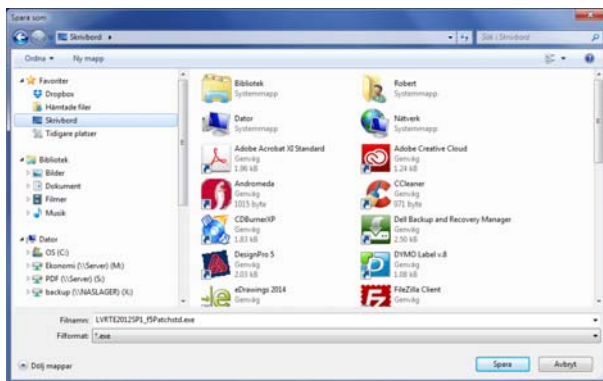 Spara som
Skrivbord
Sök i Skrivbord
Ordna
Ny mapp
Favoriter
Dropbox
Hämtade filer
Skrivbord
Tidigare platser
Bibliotek
Bilder
Dokument
Filmer
Musik
Dator
OS (C:)
Ekonomi (\\Server) (M:)
PDF (\\Server) (S:)
backup (\\NASLAGER) (X:)
Bibliotek
Systemmapp
Robert
Systemmapp
Dator
Systemmapp
Nätverk
Systemmapp
Adobe Acrobat XI Standard
Genväg
1.96 kB
Adobe Creative Cloud
Genväg
1.24 kB
Andromeda
Genväg
1015 byte
CCleaner
Genväg
971 byte
CDBurnerXP
Genväg
1.83 kB
Dell Backup and Recovery Manager
Genväg
2.50 kB
DesignPro 5
Genväg
2.03 kB
DYMO Label v.8
Genväg
1.08 kB
eDrawings 2014
Genväg
FileZilla Client
Genväg
Filnamn: LVRTE2012SP1_f5Patchstd.exe
Filformat: *.exe
Dölj mappar
Spara
Avbryt